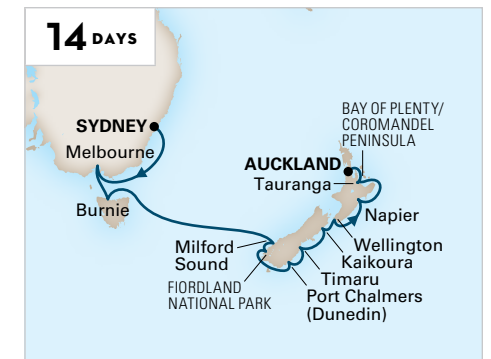 14 DAYS
SYDNEY
Melbourne
Burnie
BAY OF PLENTY/
COROMANDEL
PENINSULA
AUCKLAND
Tauranga
Napier
Wellington
Kaikoura
Timaru
Port Chalmers
(Dunedin)
Milford
Sound
FIORDLAND
NATIONAL PARK